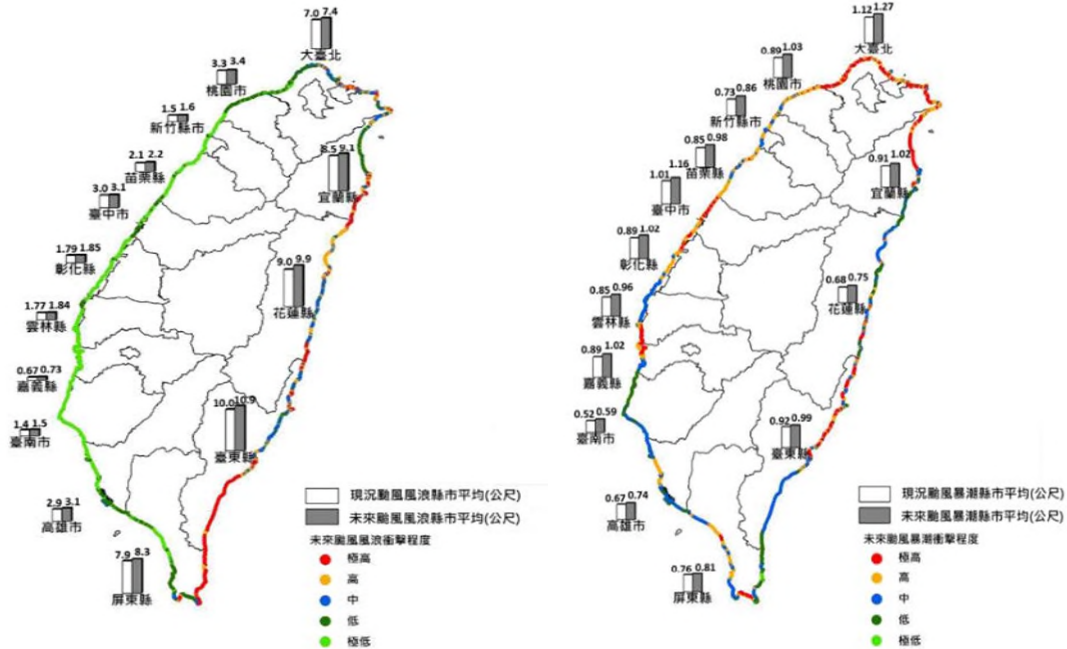 7.0 7.4
大臺北
3.3 3.4
桃園市
1.5 1.6
新竹縣市
2.1 2.2
苗栗縣
3.0 3.1
臺中市
8.5 9.1
宜蘭縣
1.79 1.85
彰化縣
9.0 9.9
花蓮縣
1.77 1.84
雲林縣
0.67 0.73
嘉義縣
10.0 10.9
臺東縣
1.4 1.5
臺南市
2.9 3.1
高雄市
7.9 8.3
屏東縣
現況颱風風浪縣市平均(公尺)
未來颱風風浪縣市平均(公尺)
未來颱風風浪衝擊程度
極高
高
中
低
極低
1.12 1.27
大臺北
0.89 1.03
桃園市
0.73 0.86
新竹縣市
0.85 0.98
苗栗縣
1.01 1.16
臺中市
0.91 1.02
宜蘭縣
0.89 1.02
彰化縣
0.68 0.75
花蓮縣
0.85 0.96
雲林縣
0.89 1.02
嘉義縣
0.92 0.99
臺東縣
0.52 0.59
臺南市
0.67 0.74
高雄市
0.76 0.81
屏東縣
現況颱風暴潮縣市平均(公尺)
未來颱風暴潮縣市平均(公尺)
未來颱風暴潮衝擊程度
極高
高
中
低
極低